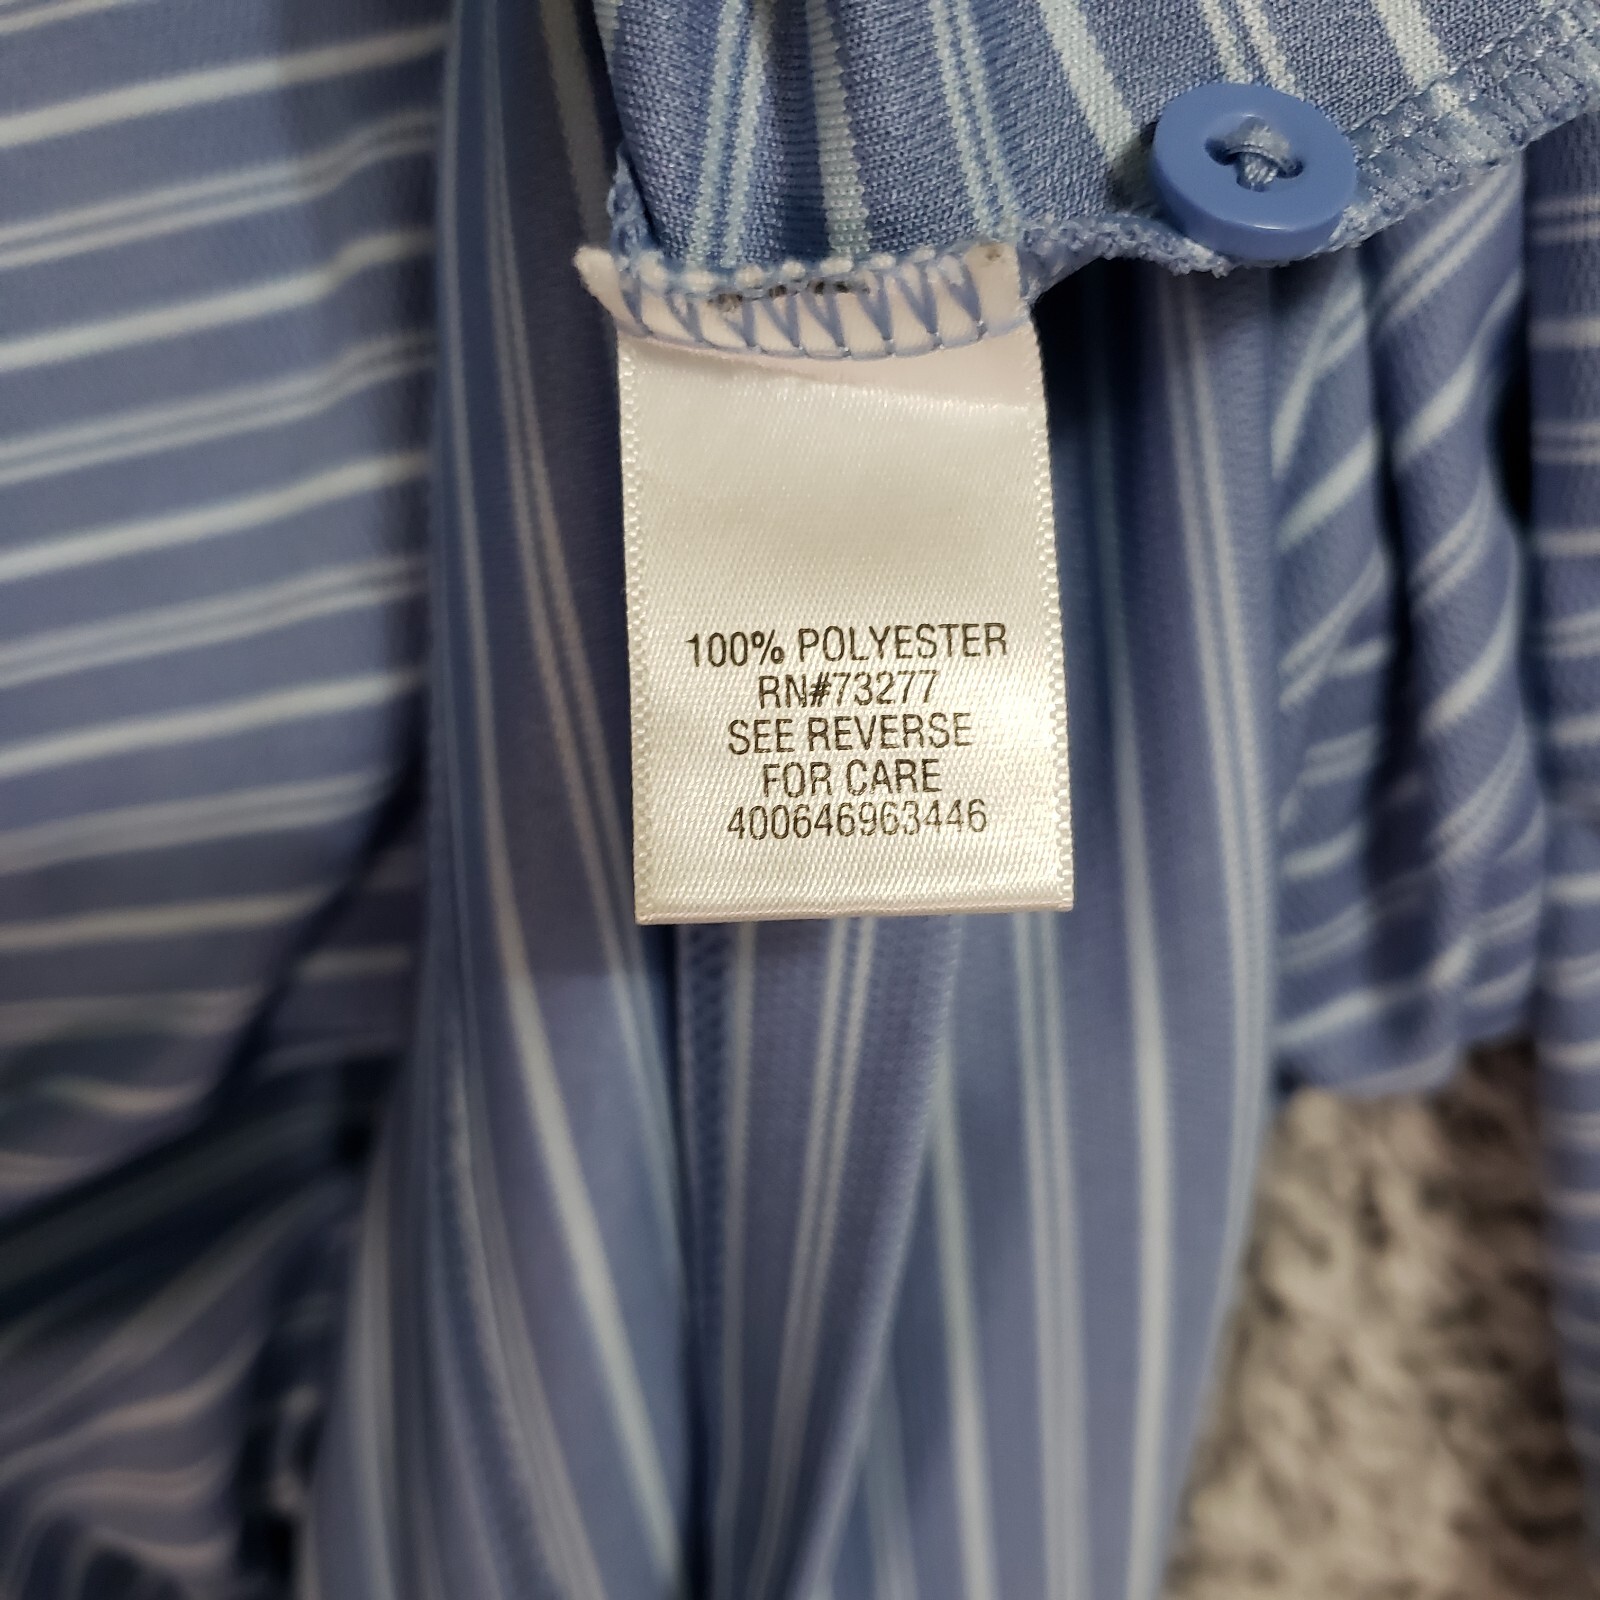 100% POLYESTER
RN#73277
SEE REVERSE
FOR CARE
400646963446